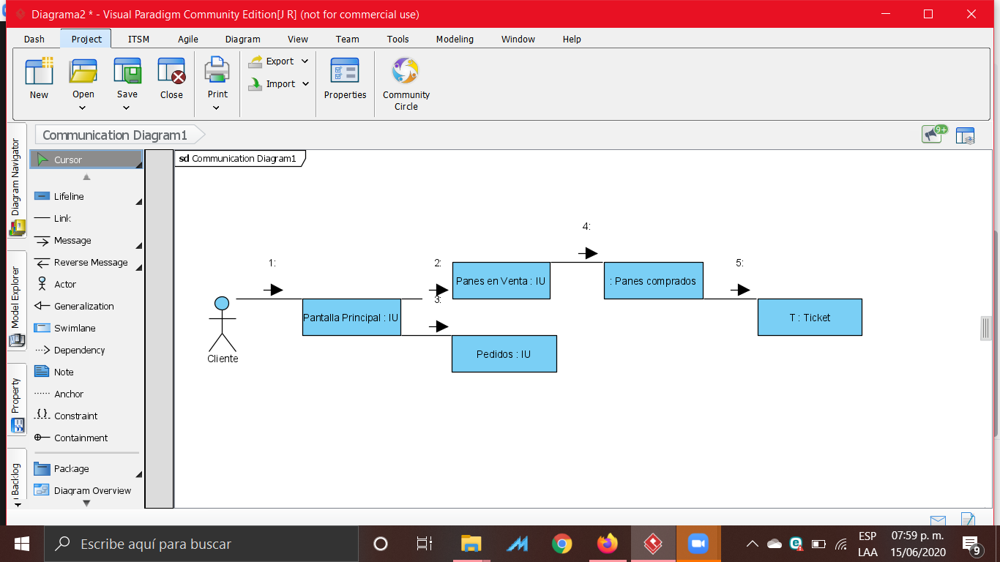 Diagrama2 * - Visual Paradigm Community Edition[J R] (not for commercial use)
Dash Project ITSM Agile Diagram View Team Tools Modeling Window Help
New Open Save Close Print Export Import Properties Community Circle
Communication Diagram1
9+
Diagram Navigator
Model Explorer
Property
Backlog
Cursor
Lifeline
Link
Message
Reverse Message
Actor
Generalization
Swimlane
Dependency
Note
Anchor
Constraint
Containment
Package
Diagram Overview
sd Communication Diagram1
4:
1: 2: 5:
Panes en Venta : IU : Panes comprados
3:
Pantalla Principal : IU T : Ticket
Pedidos : IU
Cliente
Escribe aquí para buscar
ESP
LAA
07:59 p. m.
15/06/2020
9